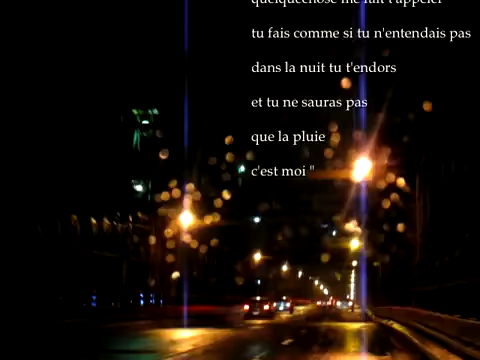 quelquechose me fait t'appeler
tu fais comme si tu n'entendais pas
dans la nuit tu t'endors
et tu ne sauras pas
que la pluie
c'est moi "